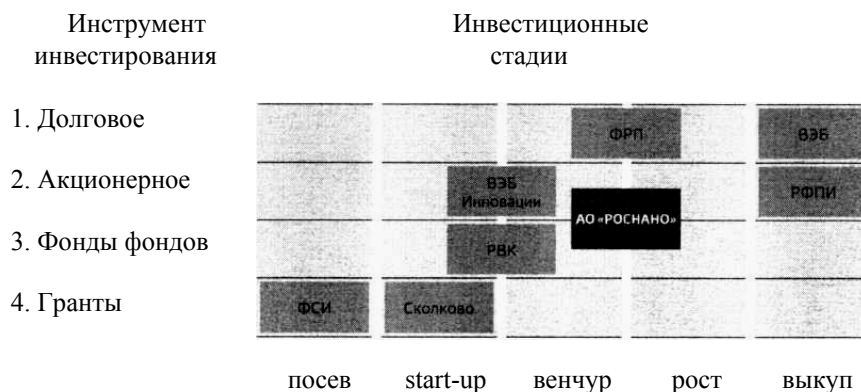 Инструмент инвестирования
Инвестиционные стадии
1. Долговое
ФРП
ВЭБ
2. Акционерное
ВЭБ Инновации
АО «РОСНАНО»
РФПИ
3. Фонды фондов
РВК
4. Гранты
ФСИ
Сколково
посев start-up венчур рост выкуп